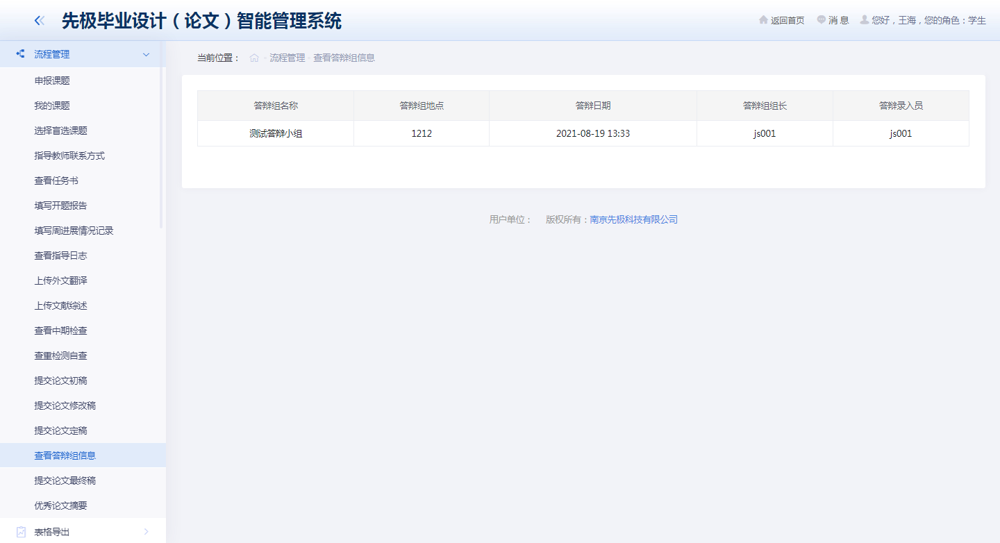 先极毕业设计（论文）智能管理系统
返回首页 消 息 您好，王海，您的角色：学生
流程管理
申报课题
我的课题
选择盲选课题
指导教师联系方式
查看任务书
填写开题报告
填写周进展情况记录
查看指导日志
上传外文翻译
上传文献综述
查看中期检查
查重检测自查
提交论文初稿
提交论文修改稿
提交论文定稿
查看答辩组信息
提交论文最终稿
优秀论文摘要
表格导出
当前位置： - 流程管理 - 查看答辩组信息
答辩组名称 答辩组地点 答辩日期 答辩组组长 答辩录入员
测试答辩小组 1212 2021-08-19 13:33 js001 js001
用户单位： 版权所有：南京先极科技有限公司